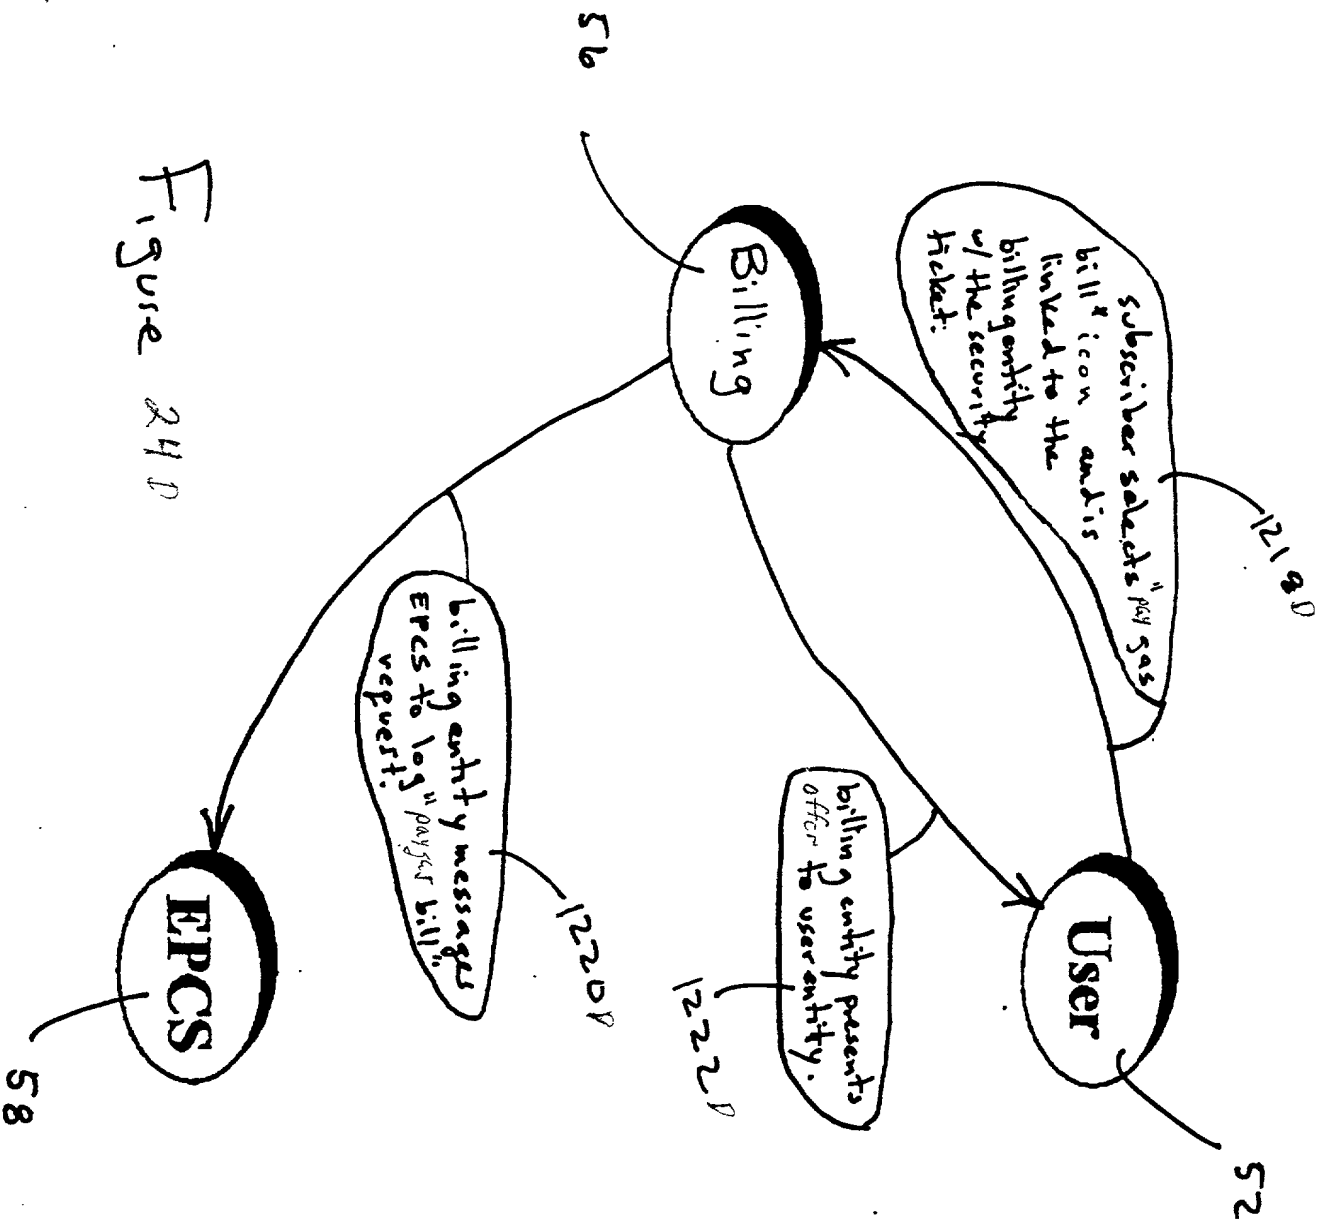 52
User
1218D
subscriber selects "pay gas
bill" icon and is
linked to the
billing entity
w/ the security
ticket.
1222D
billing entity presents
offer to user entity.
56
Billing
1220D
billing entity messages
EPCS to log "pay gas bill"
request.
EPCS
58
Figure 24D